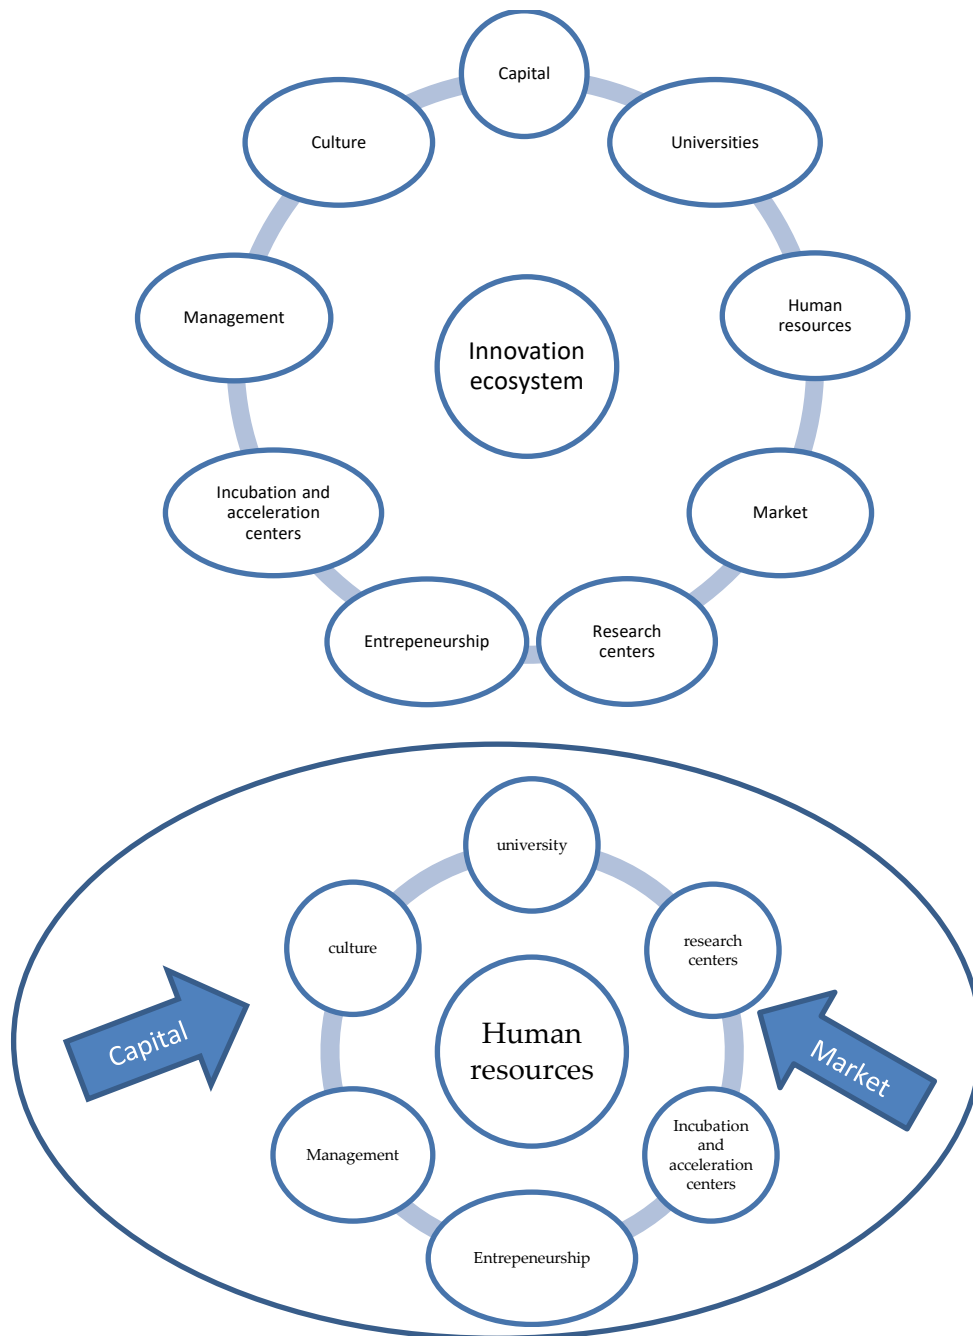 Capital
Culture
Universities
Management
Human
resources
Innovation
ecosystem
Incubation and
acceleration
centers
Market
Entrepeneurship
Research
centers
university
culture
research
centers
Capital
Human
resources
Market
Management
Incubation
and
acceleration
centers
Entrepeneurship